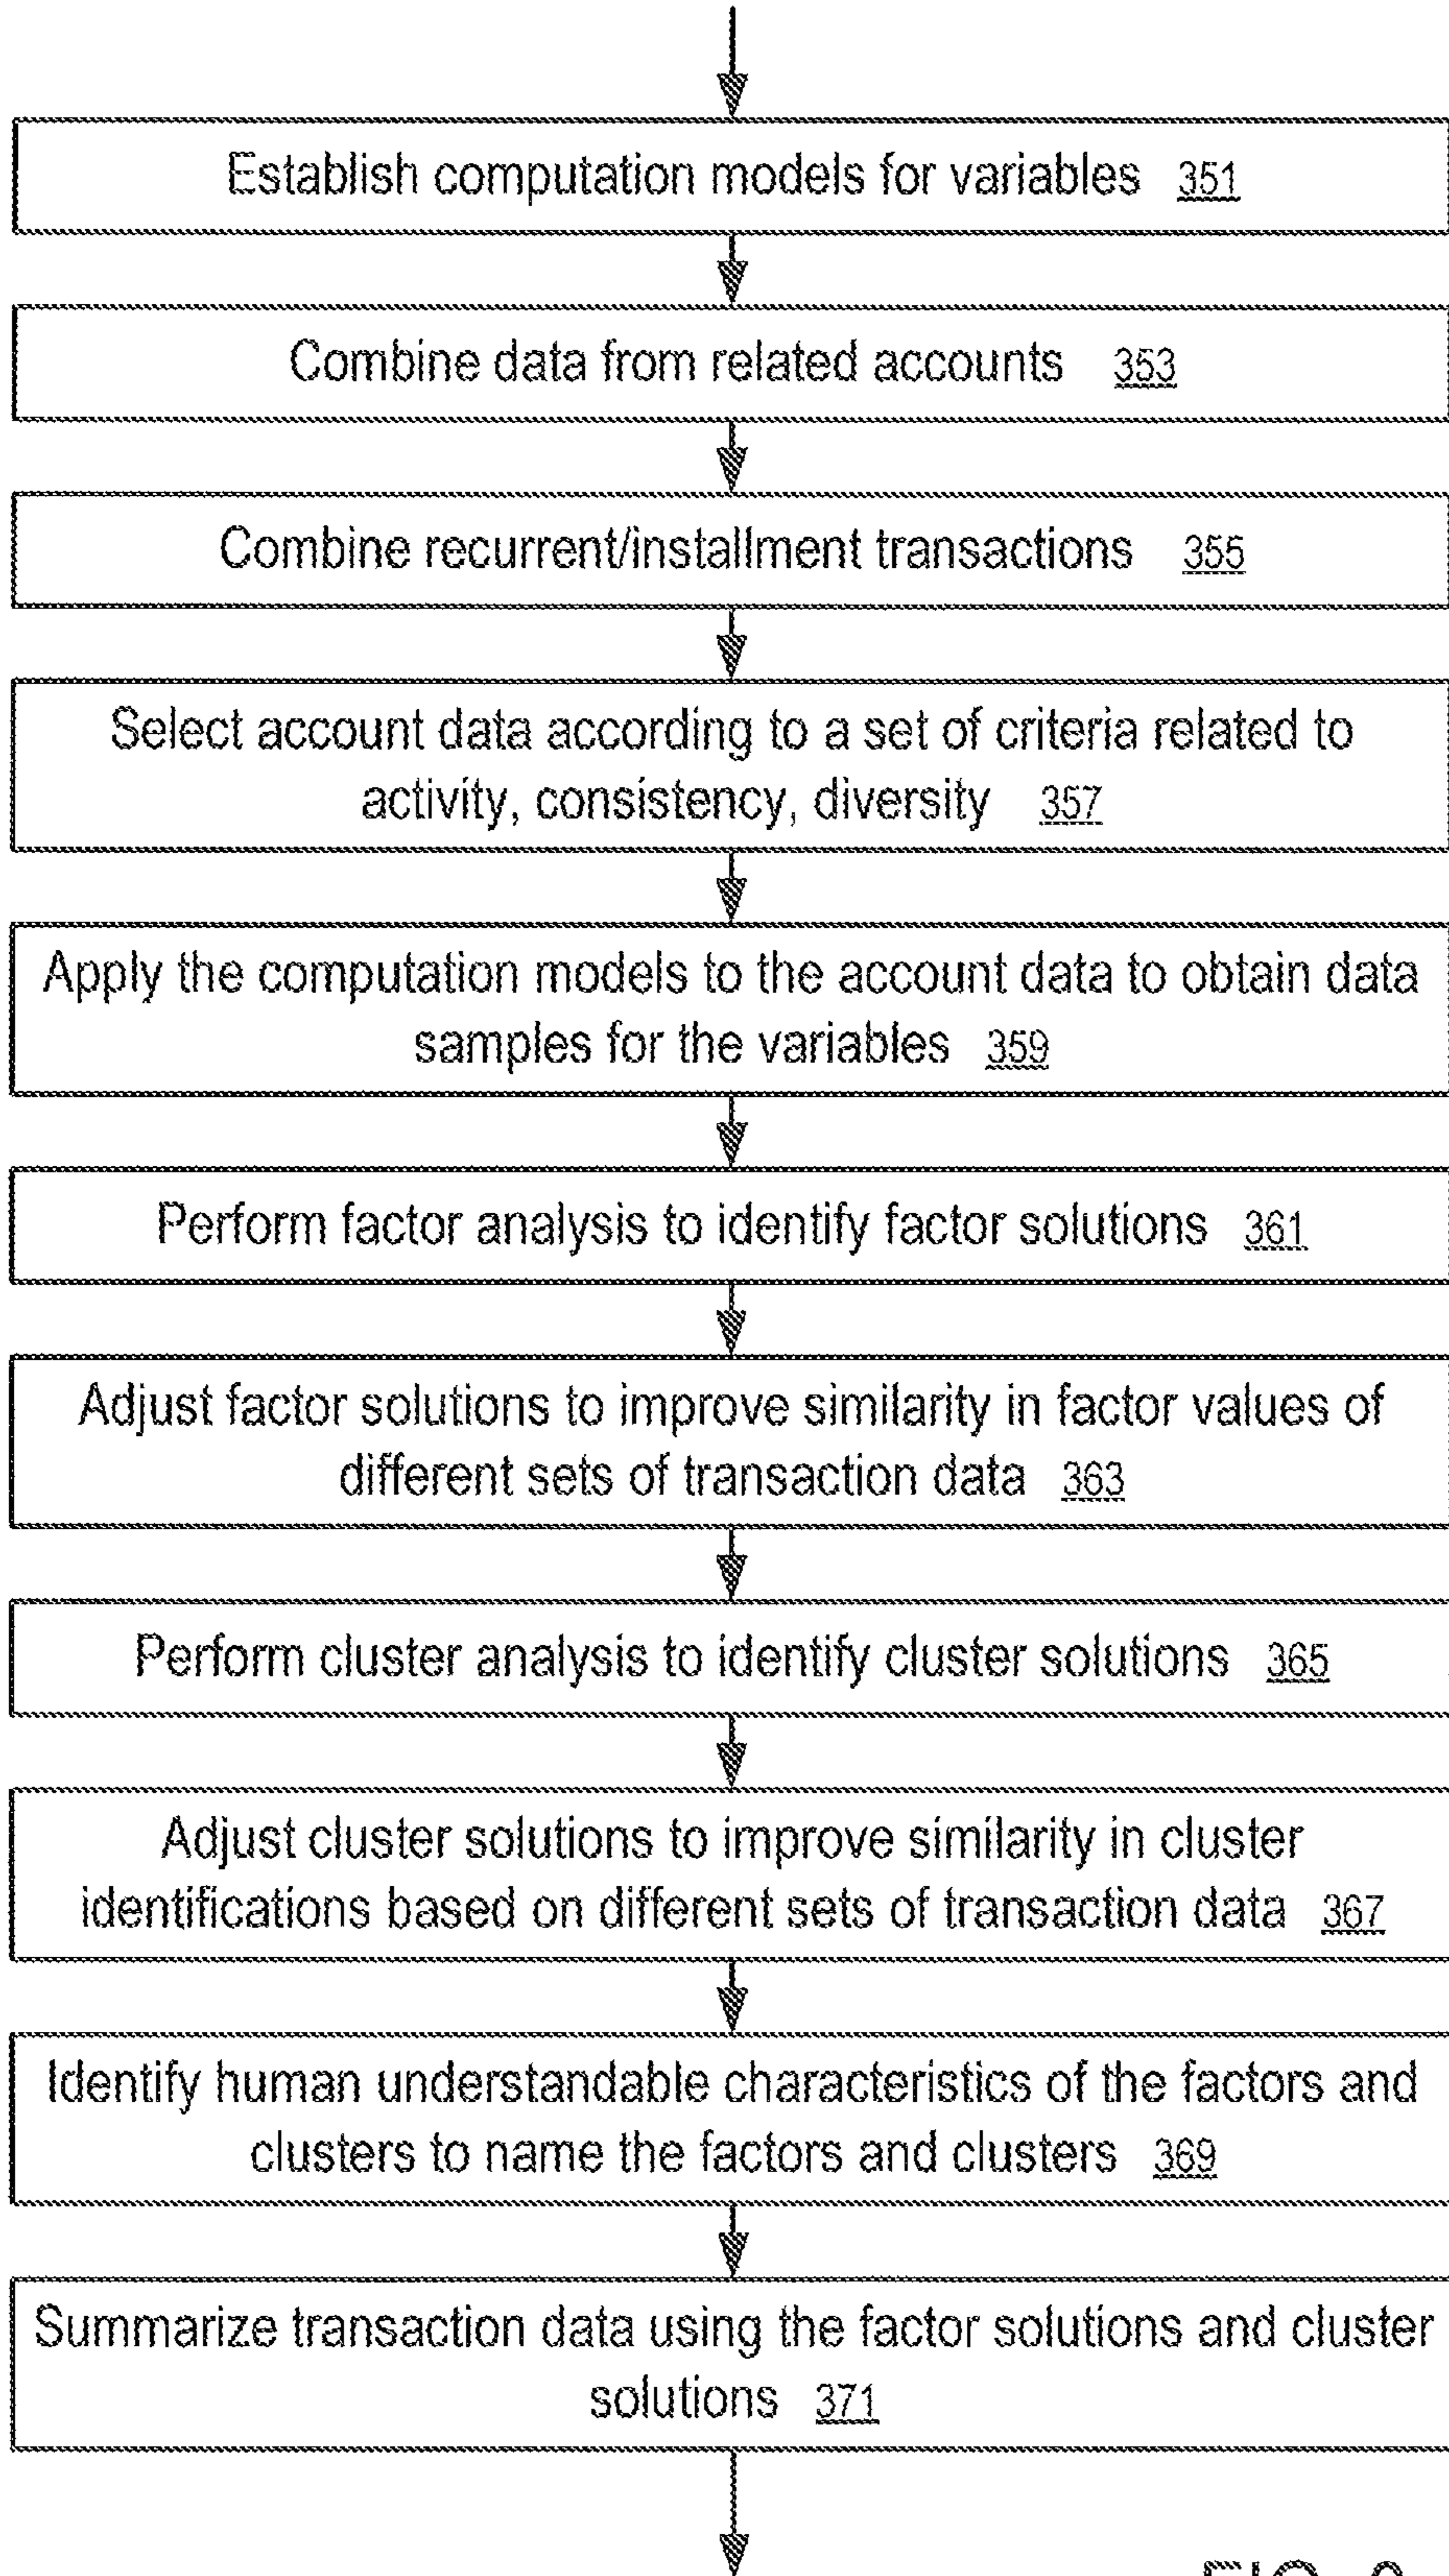 Establish computation models for variables 351
Combine data from related accounts 353
Combine recurrent/installment transactions 355
Select account data according to a set of criteria related to
activity, consistency, diversity 357
Apply the computation models to the account data to obtain data
samples for the variables 359
Perform factor analysis to identify factor solutions 361
Adjust factor solutions to improve similarity in factor values of
different sets of transaction data 363
Perform cluster analysis to identify cluster solutions 365
Adjust cluster solutions to improve similarity in cluster
identifications based on different sets of transaction data 367
Identify human understandable characteristics of the factors and
clusters to name the factors and clusters 369
Summarize transaction data using the factor solutions and cluster
solutions 371
FIG.